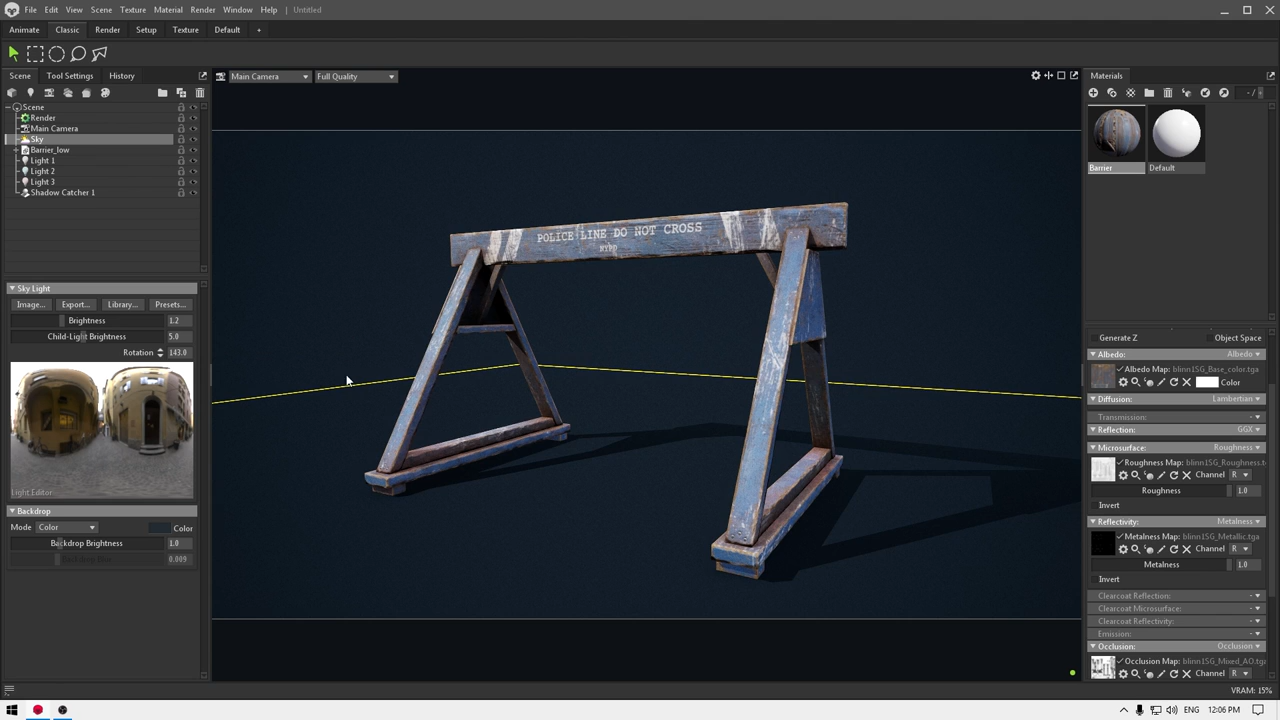 File Edit View Scene Texture Material Render Window Help Untitled
Animate Classic Render Setup Texture Default +
Scene Tool Settings History
Main Camera Full Quality
Materials
Scene
Render
Main Camera
Sky
Barrier_low
Light 1
Light 2
Light 3
Shadow Catcher 1
Barrier Default
POLICE LINE DO NOT CROSS
NYPD
Sky Light
Image... Export... Library... Presets...
Brightness 1.2
Child-Light Brightness 5.0
Rotation 143.0
Light Editor
Backdrop
Mode Color Color
Backdrop Brightness 1.0
0.009
Generate Z Object Space
Albedo: Albedo
Albedo Map: blinn1SG_Base_color.tga
Color
Diffusion: Lambertian
Transmission: -
Reflection: GGX
Microsurface: Roughness
Roughness Map: blinn1SG_Roughness.t
Channel R
Roughness 1.0
Invert
Reflectivity: Metalness
Metalness Map: blinn1SG_Metallic.tga
Channel R
Metalness 1.0
Invert
Clearcoat Reflection: -
Clearcoat Microsurface: -
Clearcoat Reflectivity: -
Emission: -
Occlusion: Occlusion
Occlusion Map: blinn1SG_Mixed_AO.tga
Channel R
VRAM: 15%
ENG 12:06 PM